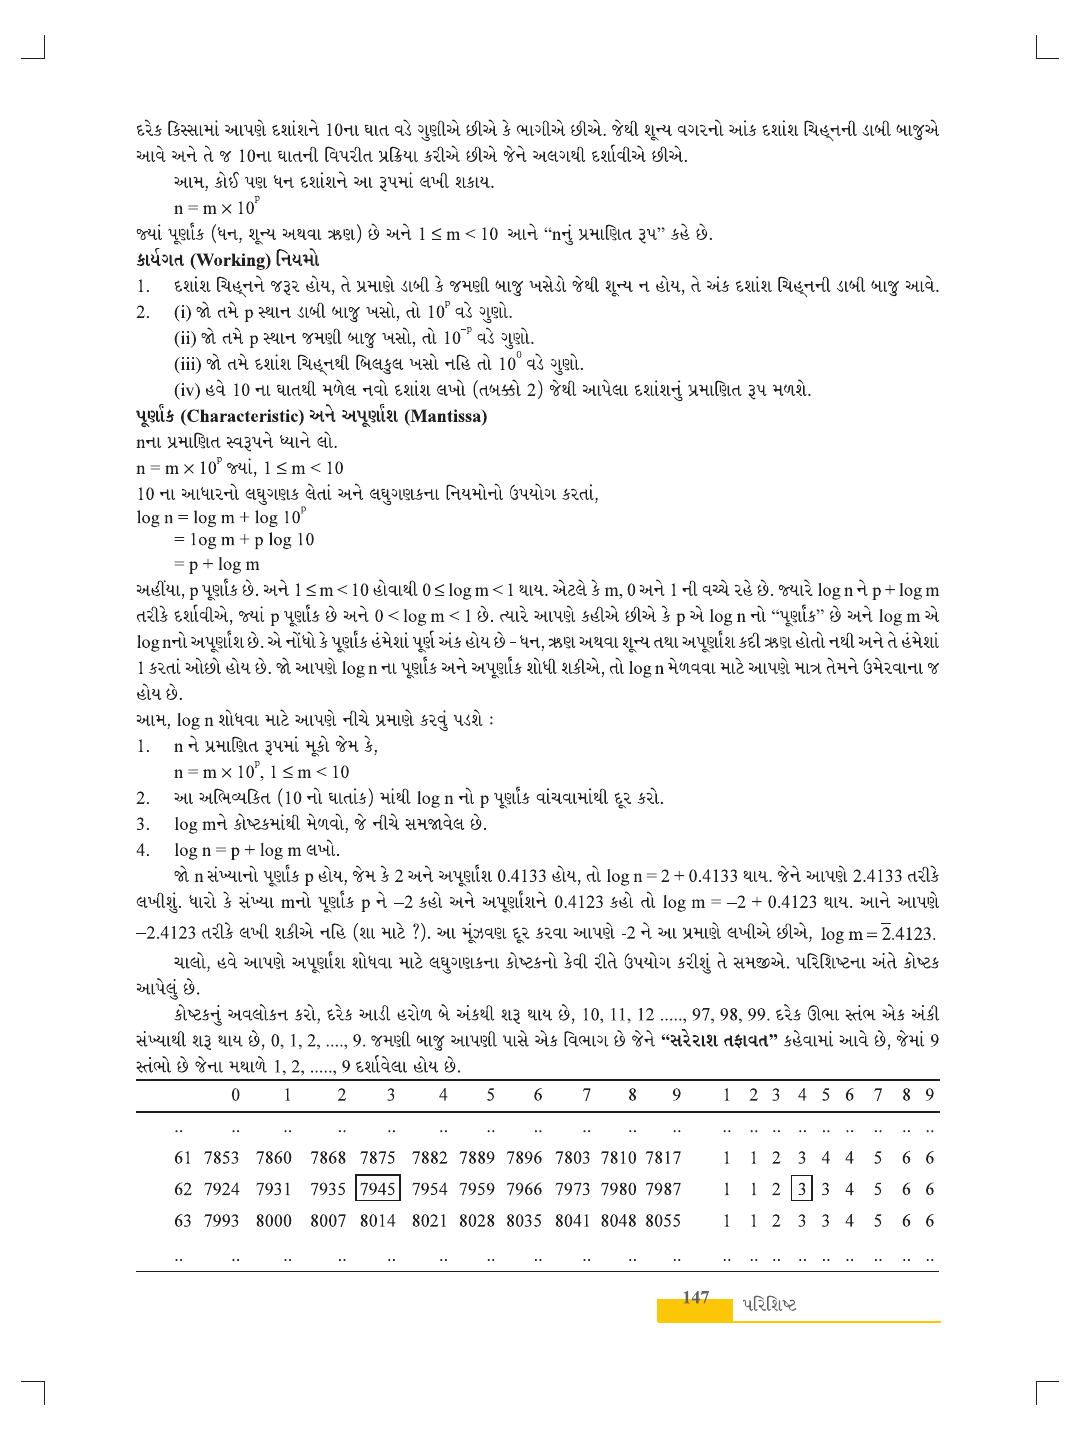 દરેક કિસ્સામાં આપણે દશાંશને 10ના ઘાત વડે ગુણીએ છીએ કે ભાગીએ છીએ. જેથી શૂન્ય વગરનો આંક દશાંશ ચિહ્નની ડાબી બાજુએ
આવે અને તે જ 10ના ઘાતની વિપરીત પ્રક્રિયા કરીએ છીએ જેને અલગથી દર્શાવીએ છીએ.
આમ, કોઈ પણ ધન દશાંશને આ રૂપમાં લખી શકાય.
n = m × 10^p
જ્યાં પૂર્ણાંક (ધન, શૂન્ય અથવા ઋણ) છે અને 1 ≤ m < 10 આને “nનું પ્રમાણિત રૂપ” કહે છે.
કાર્યગત (Working) નિયમો
1. દશાંશ ચિહ્નને જરૂર હોય, તે પ્રમાણે ડાબી કે જમણી બાજુ ખસેડો જેથી શૂન્ય ન હોય, તે અંક દશાંશ ચિહ્નની ડાબી બાજુ આવે.
2. (i) જો તમે p સ્થાન ડાબી બાજુ ખસો, તો 10^p વડે ગુણો.
(ii) જો તમે p સ્થાન જમણી બાજુ ખસો, તો 10^–p વડે ગુણો.
(iii) જો તમે દશાંશ ચિહ્નથી બિલકુલ ખસો નહિ તો 10^0 વડે ગુણો.
(iv) હવે 10 ના ઘાતથી મળેલ નવો દશાંશ લખો (તબક્કો 2) જેથી આપેલા દશાંશનું પ્રમાણિત રૂપ મળશે.
પૂર્ણાંક (Characteristic) અને અપૂર્ણાંશ (Mantissa)
nના પ્રમાણિત સ્વરૂપને ધ્યાને લો.
n = m × 10^p જ્યાં, 1 ≤ m < 10
10 ના આધારનો લઘુગણક લેતાં અને લઘુગણકના નિયમોનો ઉપયોગ કરતાં,
log n = log m + log 10^p
= log m + p log 10
= p + log m
અહીંયા, p પૂર્ણાંક છે. અને 1 ≤ m < 10 હોવાથી 0 ≤ log m < 1 થાય. એટલે કે m, 0 અને 1 ની વચ્ચે રહે છે. જ્યારે log n ને p + log m
તરીકે દર્શાવીએ, જ્યાં p પૂર્ણાંક છે અને 0 < log m < 1 છે. ત્યારે આપણે કહીએ છીએ કે p એ log n નો “પૂર્ણાંક” છે અને log m એ
log nનો અપૂર્ણાંશ છે. એ નોંધો કે પૂર્ણાંક હંમેશાં પૂર્ણ અંક હોય છે - ધન, ઋણ અથવા શૂન્ય તથા અપૂર્ણાંશ કદી ઋણ હોતો નથી અને તે હંમેશાં
1 કરતાં ઓછો હોય છે. જો આપણે log n ના પૂર્ણાંક અને અપૂર્ણાંક શોધી શકીએ, તો log n મેળવવા માટે આપણે માત્ર તેમને ઉમેરવાના જ
હોય છે.
આમ, log n શોધવા માટે આપણે નીચે પ્રમાણે કરવું પડશે :
1. n ને પ્રમાણિત રૂપમાં મૂકો જેમ કે,
n = m × 10^p, 1 ≤ m < 10
2. આ અભિવ્યકિત (10 નો ઘાતાંક) માંથી log n નો p પૂર્ણાંક વાંચવામાંથી દૂર કરો.
3. log mને કોષ્ટકમાંથી મેળવો, જે નીચે સમજાવેલ છે.
4. log n = p + log m લખો.
જો n સંખ્યાનો પૂર્ણાંક p હોય, જેમ કે 2 અને અપૂર્ણાંશ 0.4133 હોય, તો log n = 2 + 0.4133 થાય. જેને આપણે 2.4133 તરીકે
લખીશું. ધારો કે સંખ્યા mનો પૂર્ણાંક p ને –2 કહો અને અપૂર્ણાંશને 0.4123 કહો તો log m = –2 + 0.4123 થાય. આને આપણે
–2.4123 તરીકે લખી શકીએ નહિ (શા માટે ?). આ મૂંઝવણ દૂર કરવા આપણે -2 ને આ પ્રમાણે લખીએ છીએ, log m = 2̅.4123.
ચાલો, હવે આપણે અપૂર્ણાંશ શોધવા માટે લઘુગણકના કોષ્ટકનો કેવી રીતે ઉપયોગ કરીશું તે સમજીએ. પરિશિષ્ટના અંતે કોષ્ટક
આપેલું છે.
કોષ્ટકનું અવલોકન કરો, દરેક આડી હરોળ બે અંકથી શરૂ થાય છે, 10, 11, 12 ....., 97, 98, 99. દરેક ઊભા સ્તંભ એક અંકી
સંખ્યાથી શરૂ થાય છે, 0, 1, 2, ...., 9. જમણી બાજુ આપણી પાસે એક વિભાગ છે જેને “સરેરાશ તફાવત” કહેવામાં આવે છે, જેમાં 9
સ્તંભો છે જેના મથાળે 1, 2, ....., 9 દર્શાવેલા હોય છે.
0 1 2 3 4 5 6 7 8 9 1 2 3 4 5 6 7 8 9
.. .. .. .. .. .. .. .. .. .. .. .. .. .. .. .. .. .. .. ..
61 7853 7860 7868 7875 7882 7889 7896 7803 7810 7817 1 1 2 3 4 4 5 6 6
62 7924 7931 7935 7945 7954 7959 7966 7973 7980 7987 1 1 2 3 3 4 5 6 6
63 7993 8000 8007 8014 8021 8028 8035 8041 8048 8055 1 1 2 3 3 4 5 6 6
.. .. .. .. .. .. .. .. .. .. .. .. .. .. .. .. .. .. .. ..
147 પરિશિષ્ટ